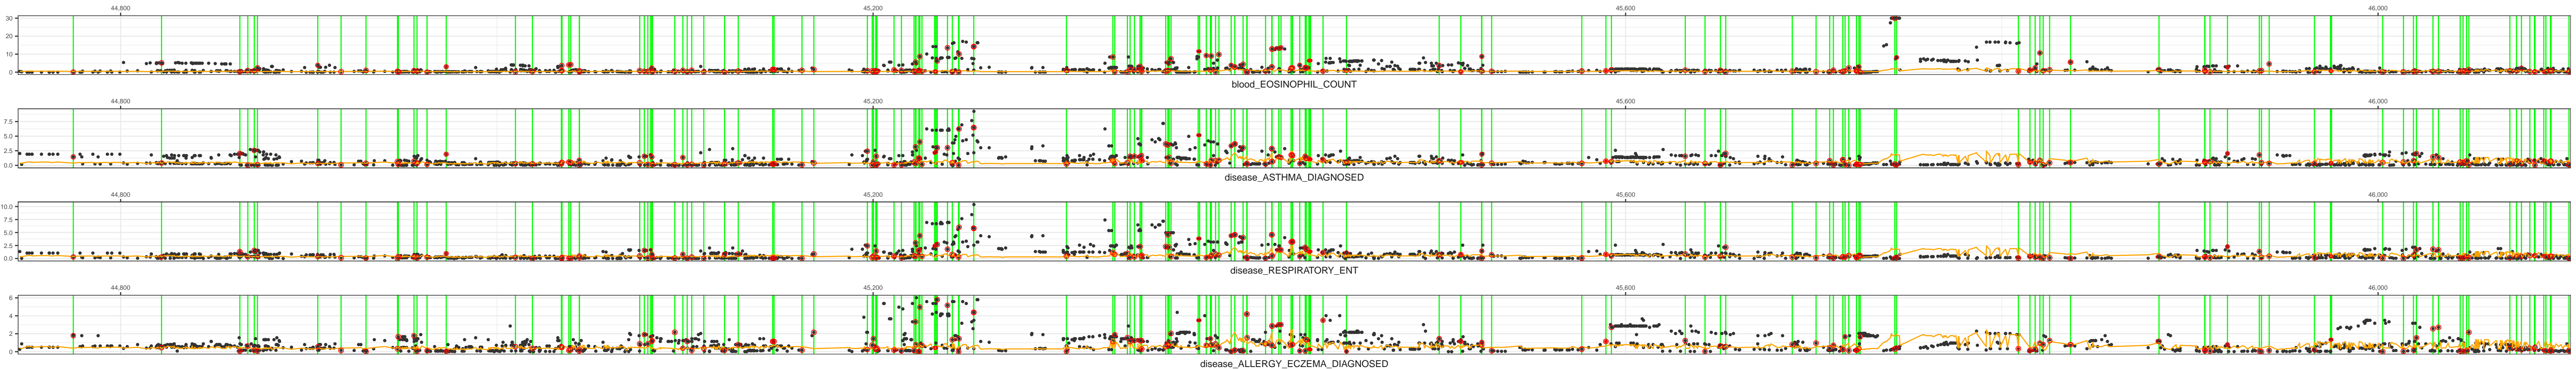 44,800 45,200 45,600 46,000
30
20
10
0
blood_EOSINOPHIL_COUNT
44,800 45,200 45,600 46,000
7.5
5.0
2.5
0.0
disease_ASTHMA_DIAGNOSED
44,800 45,200 45,600 46,000
10.0
7.5
5.0
2.5
0.0
disease_RESPIRATORY_ENT
44,800 45,200 45,600 46,000
6
4
2
0
disease_ALLERGY_ECZEMA_DIAGNOSED